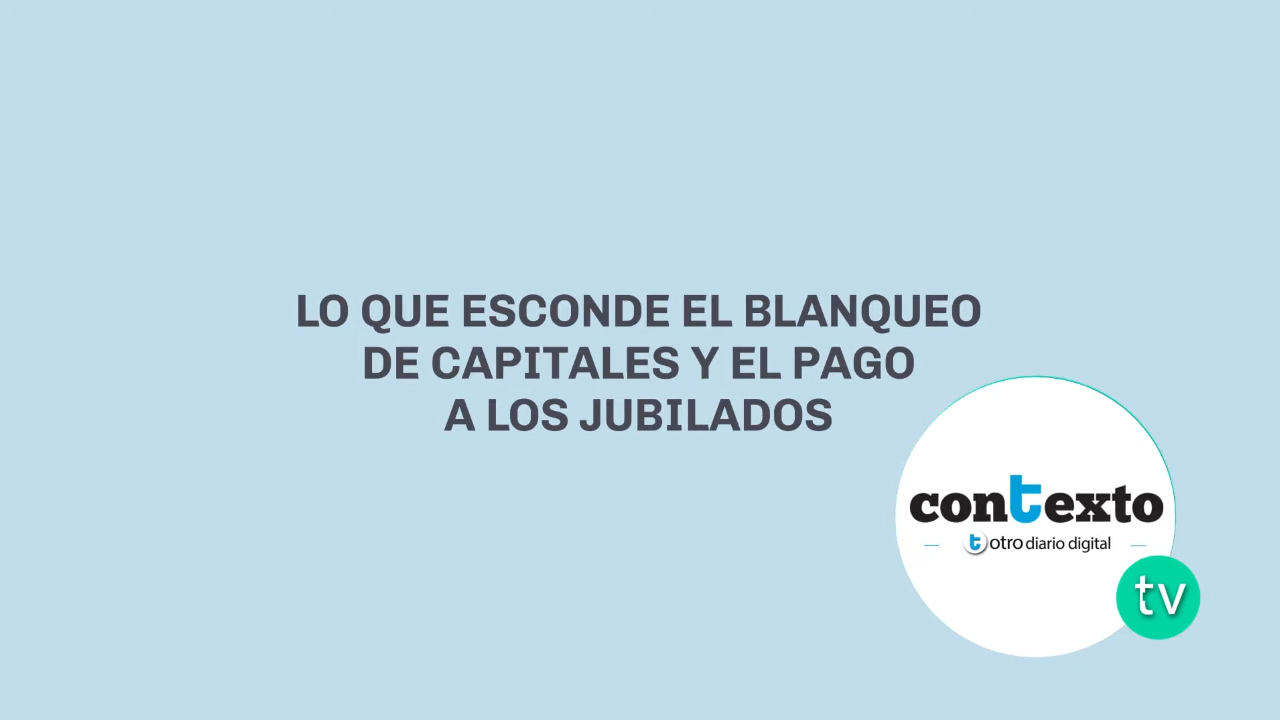 LO QUE ESCONDE EL BLANQUEO
DE CAPITALES Y EL PAGO
A LOS JUBILADOS
contexto
t otro diario digital
tv